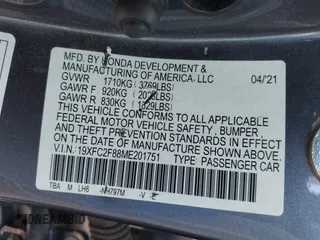 MFD. BY HONDA DEVELOPMENT &
MANUFACTURING OF AMERICA, LLC 04/21
GVWR 1710KG (3769LBS)
GAWR F 920KG (2028LBS)
GAWR R 830KG (1829LBS)
THIS VEHICLE CONFORMS TO ALL APPLICABLE
FEDERAL MOTOR VEHICLE SAFETY, BUMPER,
AND THEFT PREVENTION STANDARDS IN EFFECT
ON THE DATE OF MANUFACTURE SHOWN ABOVE.
V.I.N. 19XFC2F88ME201751 TYPE PASSENGER CAR
TBA M LH6 -NH797M -V
DREAMBID